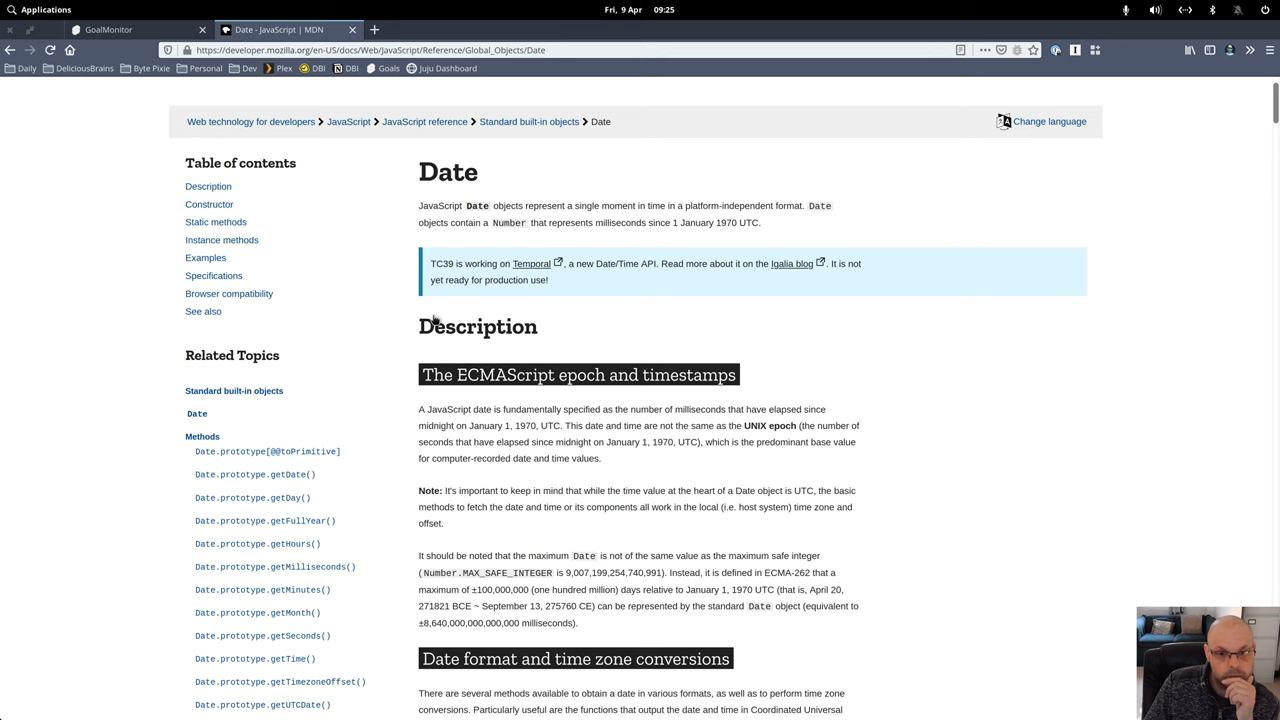 Applications
Fri, 9 Apr 09:25
GoalMonitor
Date - JavaScript | MDN
https://developer.mozilla.org/en-US/docs/Web/JavaScript/Reference/Global_Objects/Date
Daily DeliciousBrains Byte Pixie Personal Dev Plex DBI DBI Goals Juju Dashboard
Web technology for developers JavaScript JavaScript reference Standard built-in objects Date
Change language
Table of contents
Description
Constructor
Static methods
Instance methods
Examples
Specifications
Browser compatibility
See also
Related Topics
Standard built-in objects
Date
Methods
Date.prototype[@@toPrimitive]
Date.prototype.getDate()
Date.prototype.getDay()
Date.prototype.getFullYear()
Date.prototype.getHours()
Date.prototype.getMilliseconds()
Date.prototype.getMinutes()
Date.prototype.getMonth()
Date.prototype.getSeconds()
Date.prototype.getTime()
Date.prototype.getTimezoneOffset()
Date.prototype.getUTCDate()
Date
JavaScript Date objects represent a single moment in time in a platform-independent format. Date
objects contain a Number that represents milliseconds since 1 January 1970 UTC.
TC39 is working on Temporal, a new Date/Time API. Read more about it on the Igalia blog. It is not
yet ready for production use!
Description
The ECMAScript epoch and timestamps
A JavaScript date is fundamentally specified as the number of milliseconds that have elapsed since
midnight on January 1, 1970, UTC. This date and time are not the same as the UNIX epoch (the number of
seconds that have elapsed since midnight on January 1, 1970, UTC), which is the predominant base value
for computer-recorded date and time values.
Note: It's important to keep in mind that while the time value at the heart of a Date object is UTC, the basic
methods to fetch the date and time or its components all work in the local (i.e. host system) time zone and
offset.
It should be noted that the maximum Date is not of the same value as the maximum safe integer
(Number.MAX_SAFE_INTEGER is 9,007,199,254,740,991). Instead, it is defined in ECMA-262 that a
maximum of ±100,000,000 (one hundred million) days relative to January 1, 1970 UTC (that is, April 20,
271821 BCE ~ September 13, 275760 CE) can be represented by the standard Date object (equivalent to
±8,640,000,000,000,000 milliseconds).
Date format and time zone conversions
There are several methods available to obtain a date in various formats, as well as to perform time zone
conversions. Particularly useful are the functions that output the date and time in Coordinated Universal